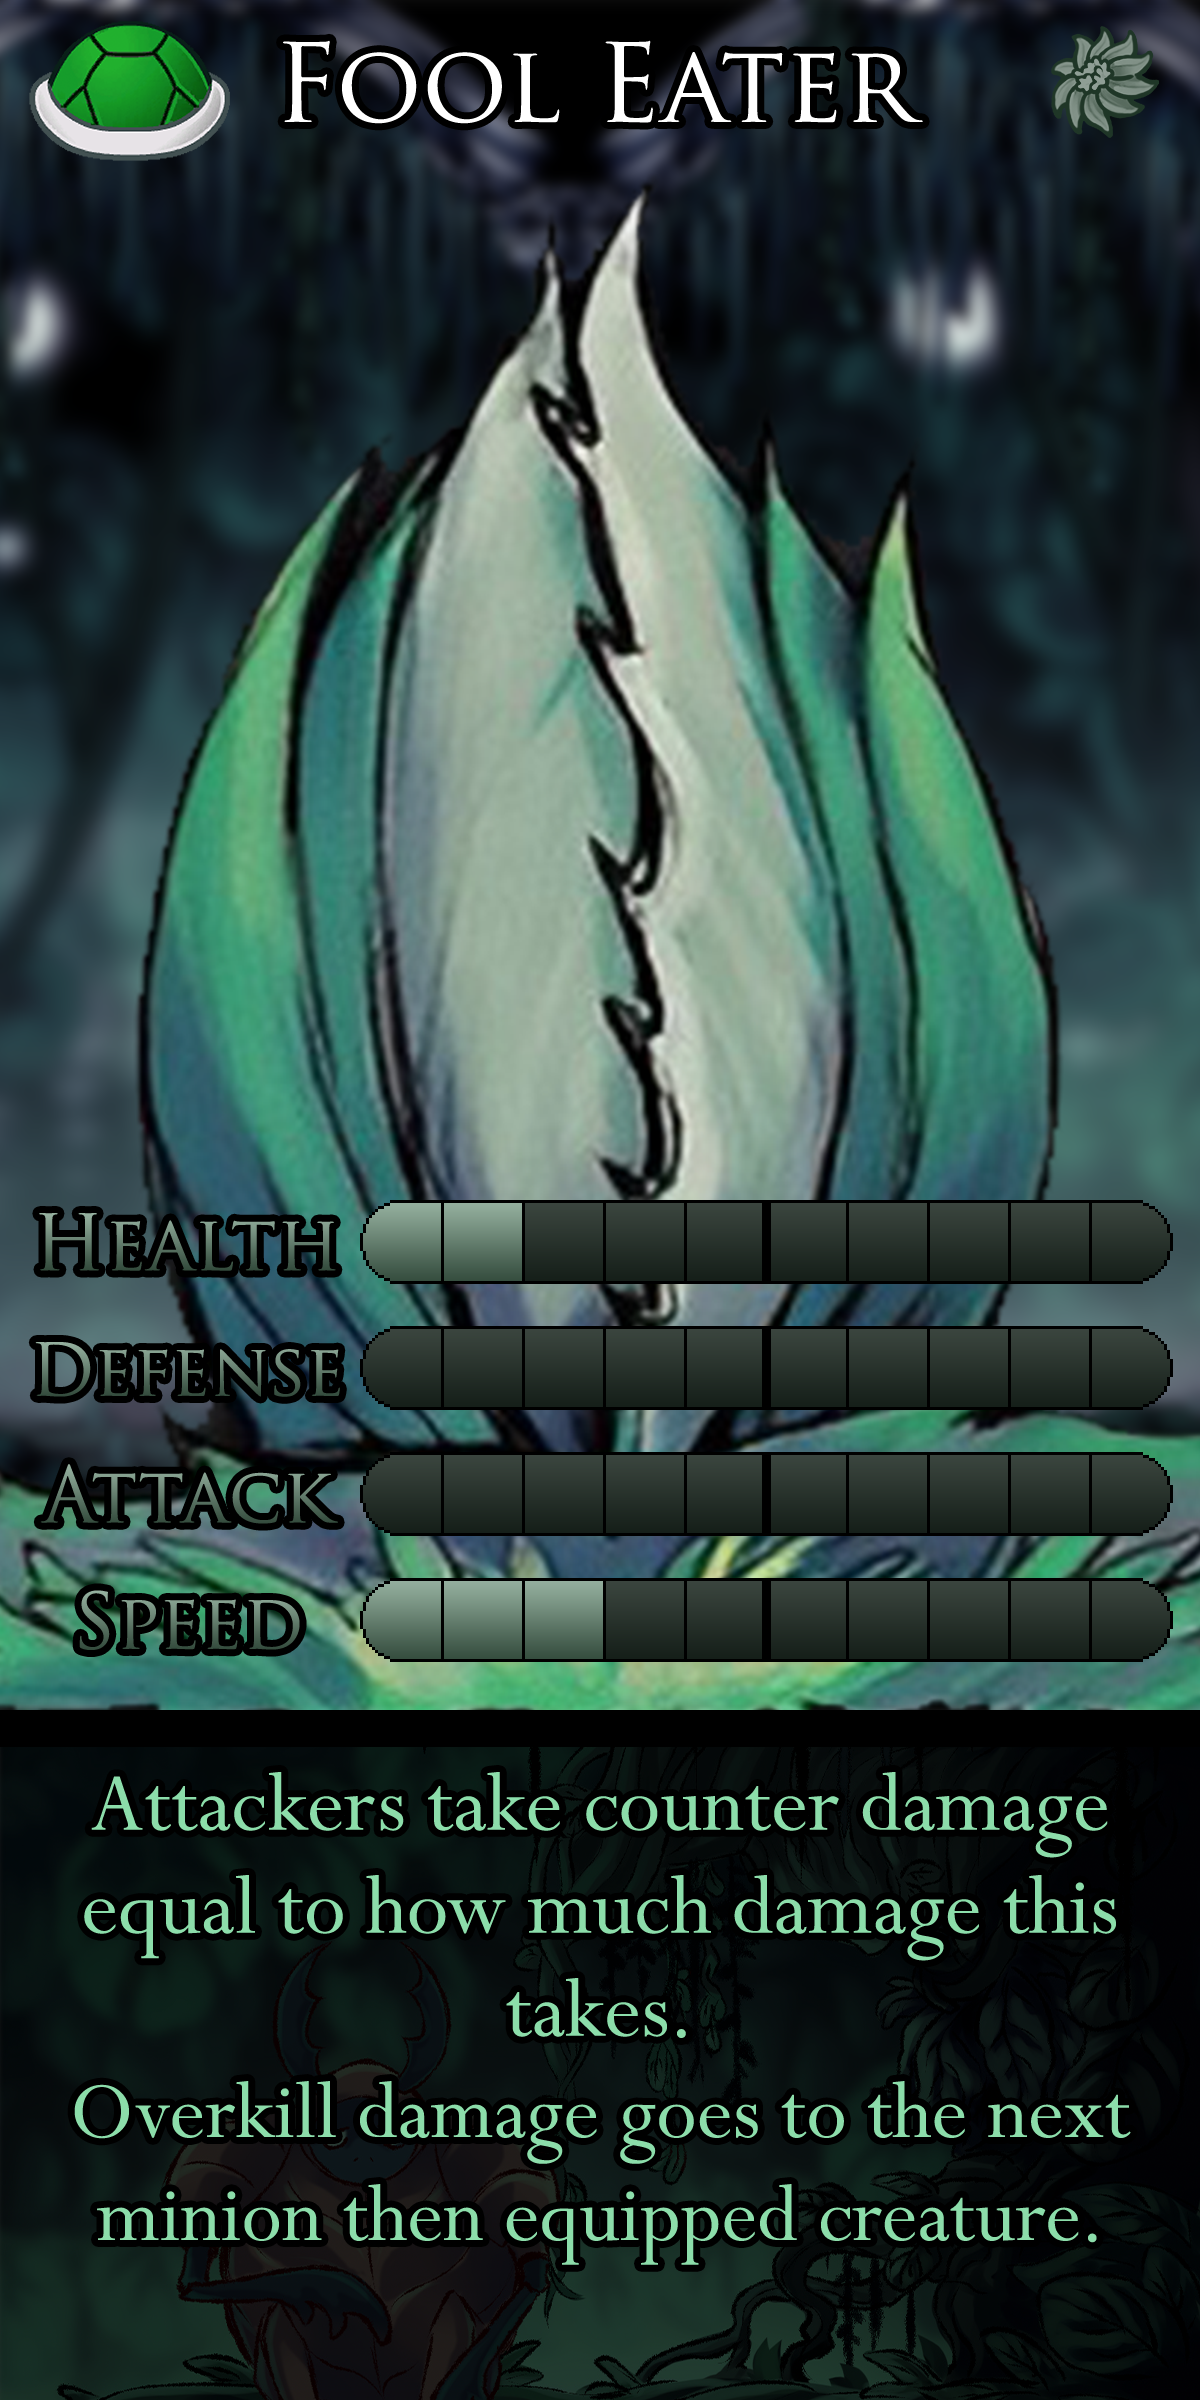 Fool Eater
Health
Defense
Attack
Speed
Attackers take counter damage
equal to how much damage this
takes.
Overkill damage goes to the next
minion then equipped creature.